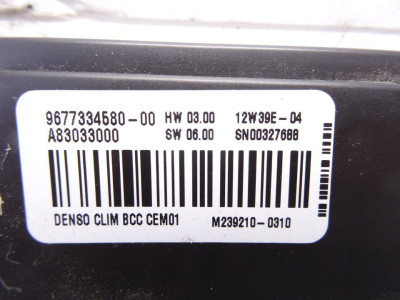 9677334580-00 HW 03.00 12W39E-04
A83033000 SW 06.00 SN00327688
DENSO CLIM BCC CEM01 M239210-0310